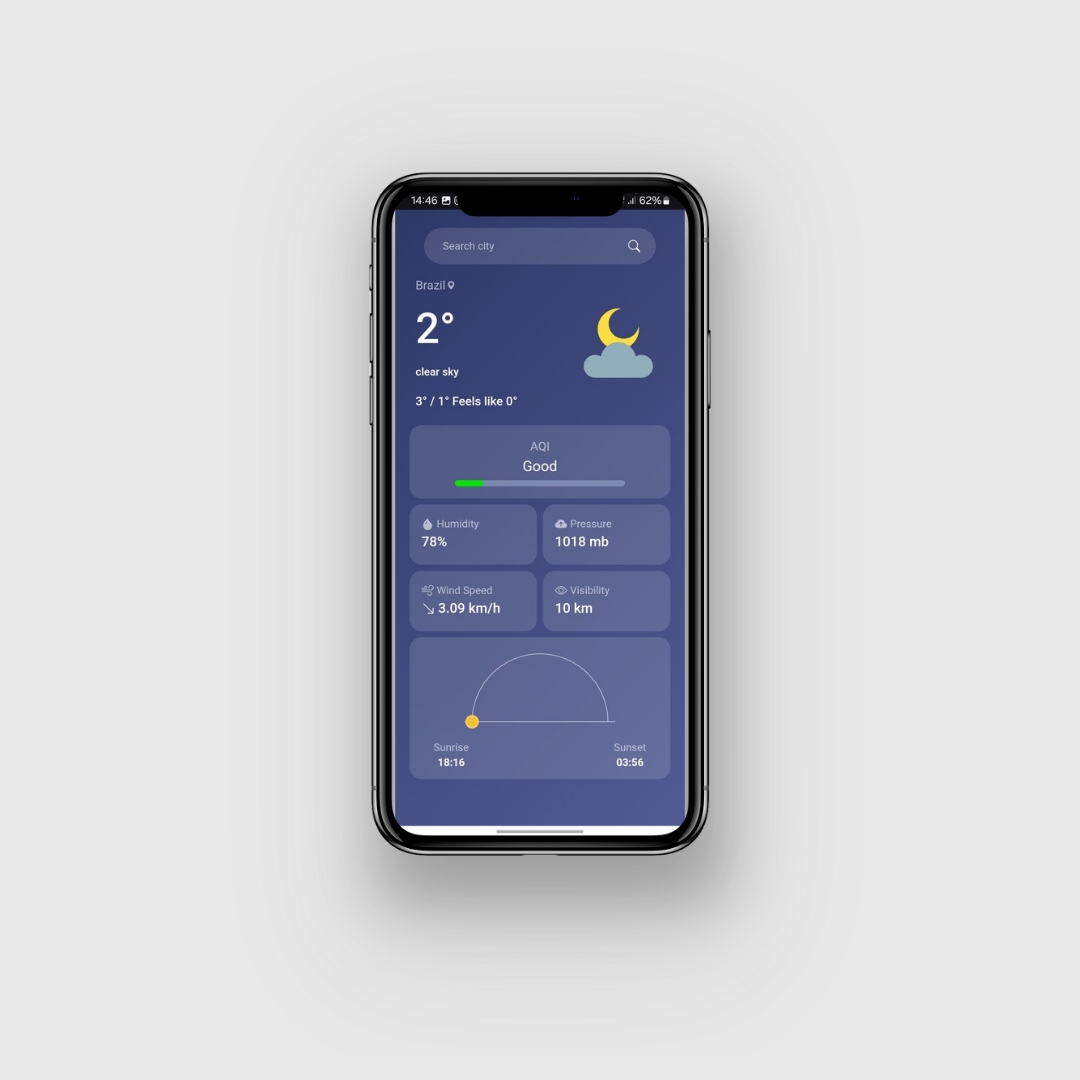 14:46 62%
Search city
Brazil
2°
clear sky
3° / 1° Feels like 0°
AQI
Good
Humidity
78%
Pressure
1018 mb
Wind Speed
3.09 km/h
Visibility
10 km
Sunrise
18:16
Sunset
03:56